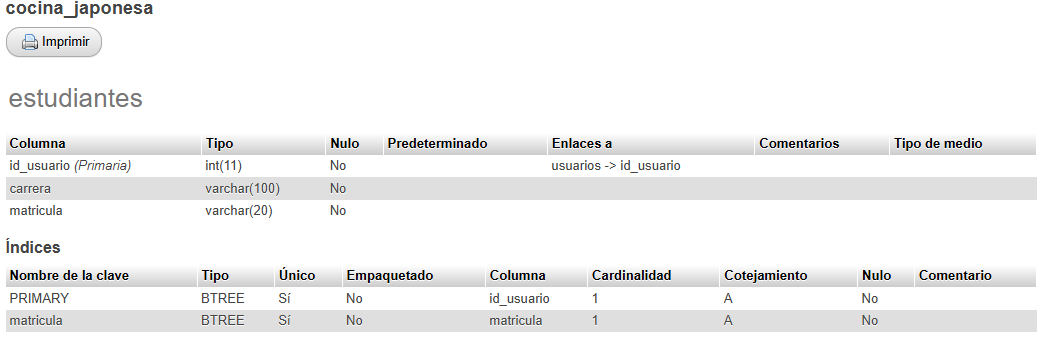 cocina_japonesa
Imprimir
estudiantes
Columna Tipo Nulo Predeterminado Enlaces a Comentarios Tipo de medio
id_usuario (Primaria) int(11) No usuarios -> id_usuario
carrera varchar(100) No
matricula varchar(20) No
Índices
Nombre de la clave Tipo Único Empaquetado Columna Cardinalidad Cotejamiento Nulo Comentario
PRIMARY BTREE Sí No id_usuario 1 A No
matricula BTREE Sí No matricula 1 A No